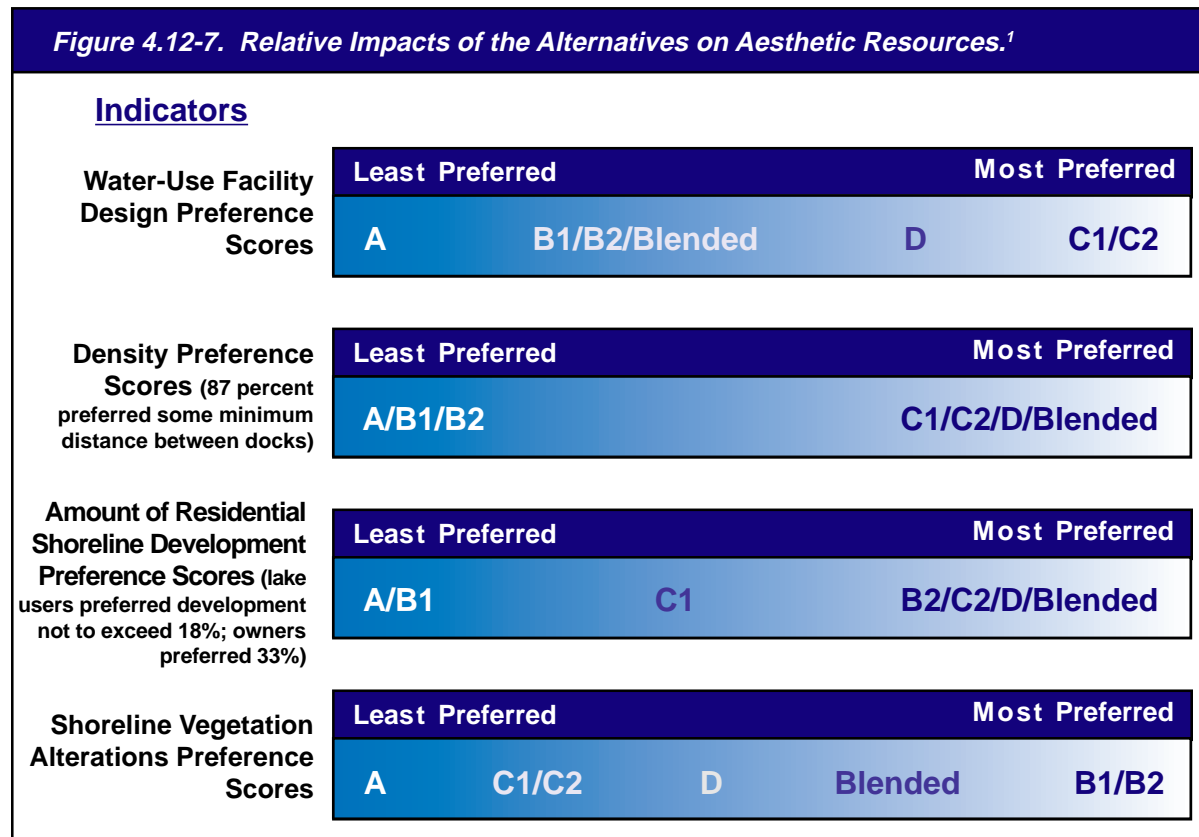 Figure 4.12-7. Relative Impacts of the Alternatives on Aesthetic Resources.1
Indicators
Water-Use Facility
Design Preference
Scores
Least Preferred Most Preferred
A B1/B2/Blended D C1/C2
Density Preference
Scores (87 percent
preferred some minimum
distance between docks)
Least Preferred Most Preferred
A/B1/B2 C1/C2/D/Blended
Amount of Residential
Shoreline Development
Preference Scores (lake
users preferred development
not to exceed 18%; owners
preferred 33%)
Least Preferred Most Preferred
A/B1 C1 B2/C2/D/Blended
Shoreline Vegetation
Alterations Preference
Scores
Least Preferred Most Preferred
A C1/C2 D Blended B1/B2